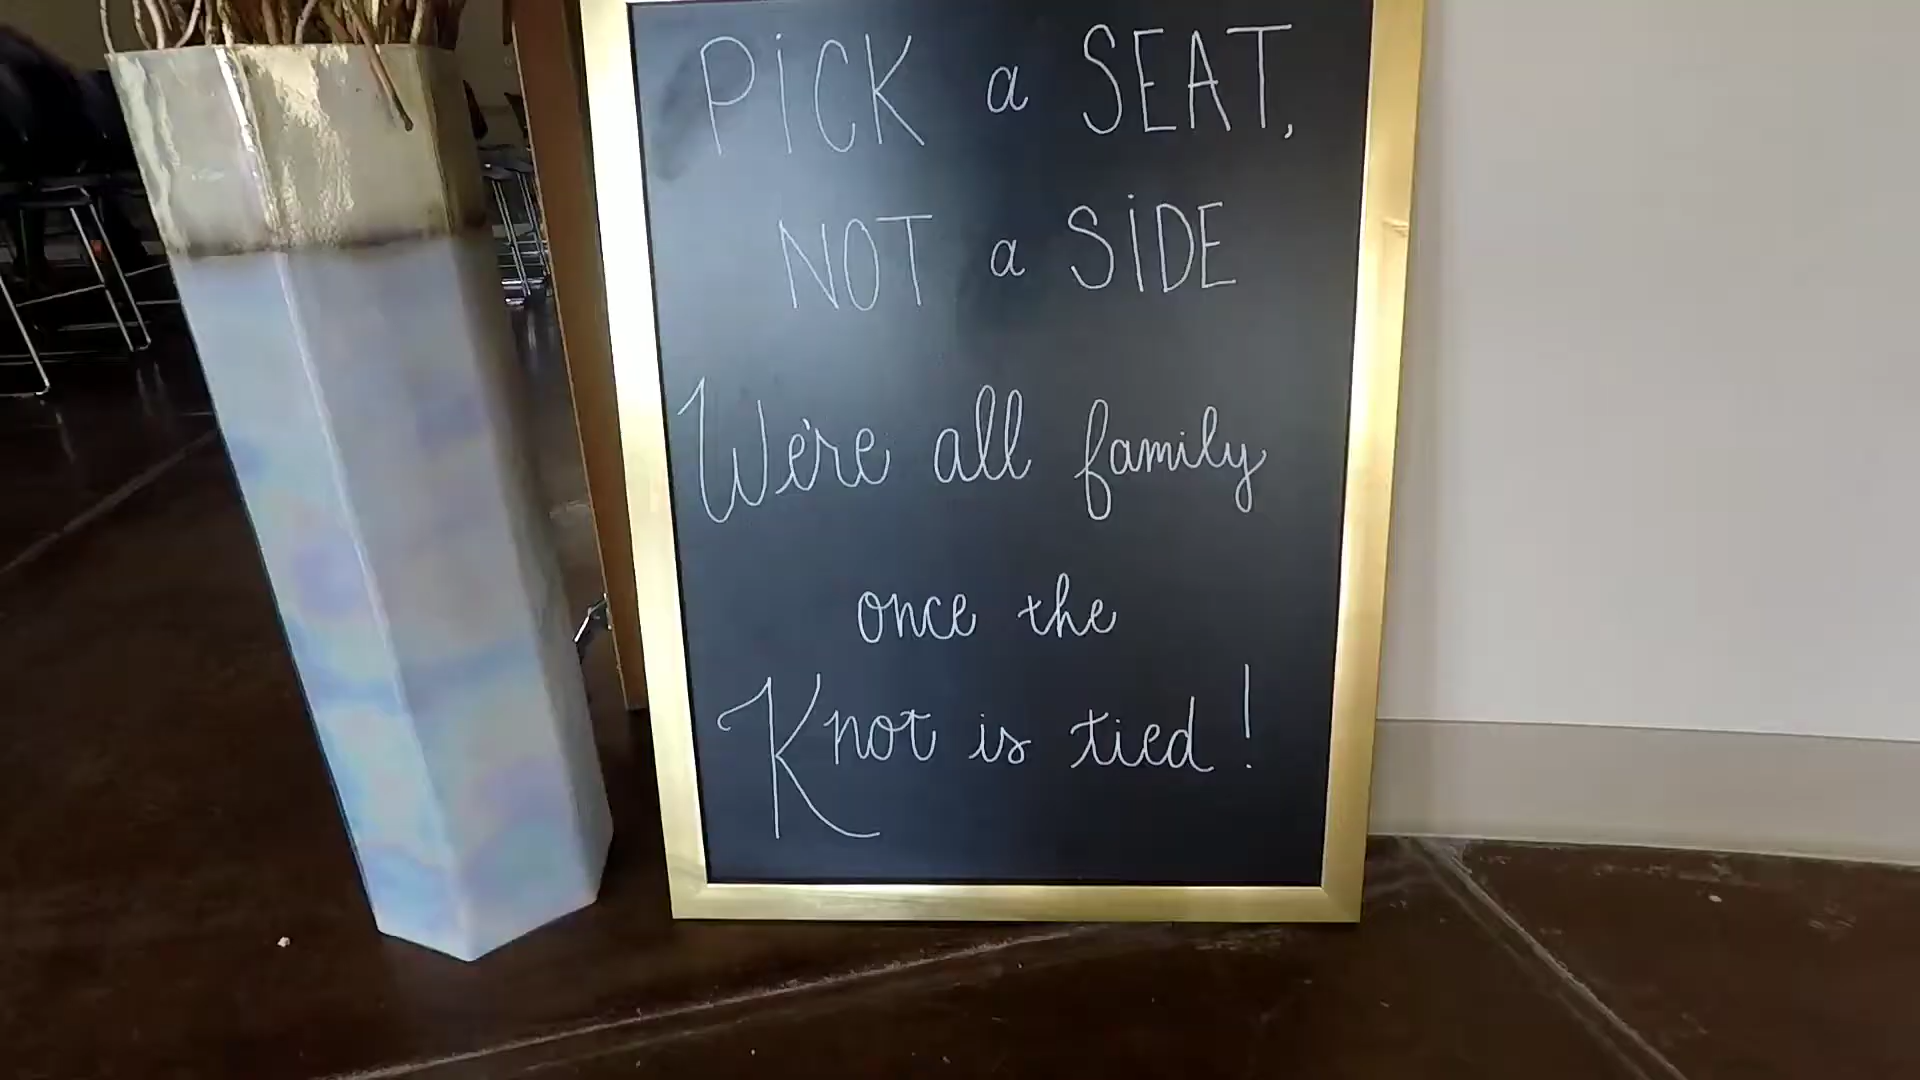 PiCK a SEAT,
NOT a SiDE
We're all family
once the
Knot is tied!